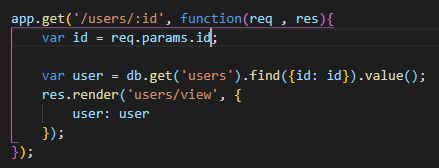 app.get('/users/:id', function(req , res){
    var id = req.params.id;

    var user = db.get('users').find({id: id}).value();
    res.render('users/view', {
        user: user
    });
});